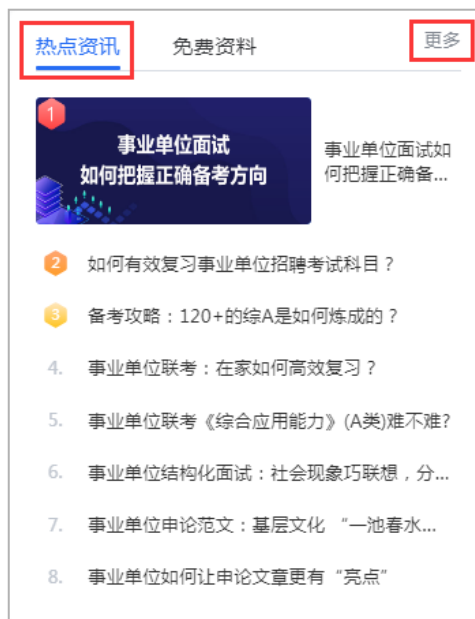 热点资讯 免费资料 更多
1
事业单位面试
如何把握正确备考方向
事业单位面试如
何把握正确备...
2 如何有效复习事业单位招聘考试科目？
3 备考攻略：120+的综A是如何炼成的？
4. 事业单位联考：在家如何高效复习？
5. 事业单位联考《综合应用能力》(A类)难不难?
6. 事业单位结构化面试：社会现象巧联想，分...
7. 事业单位申论范文：基层文化 “一池春水...
8. 事业单位如何让申论文章更有“亮点”